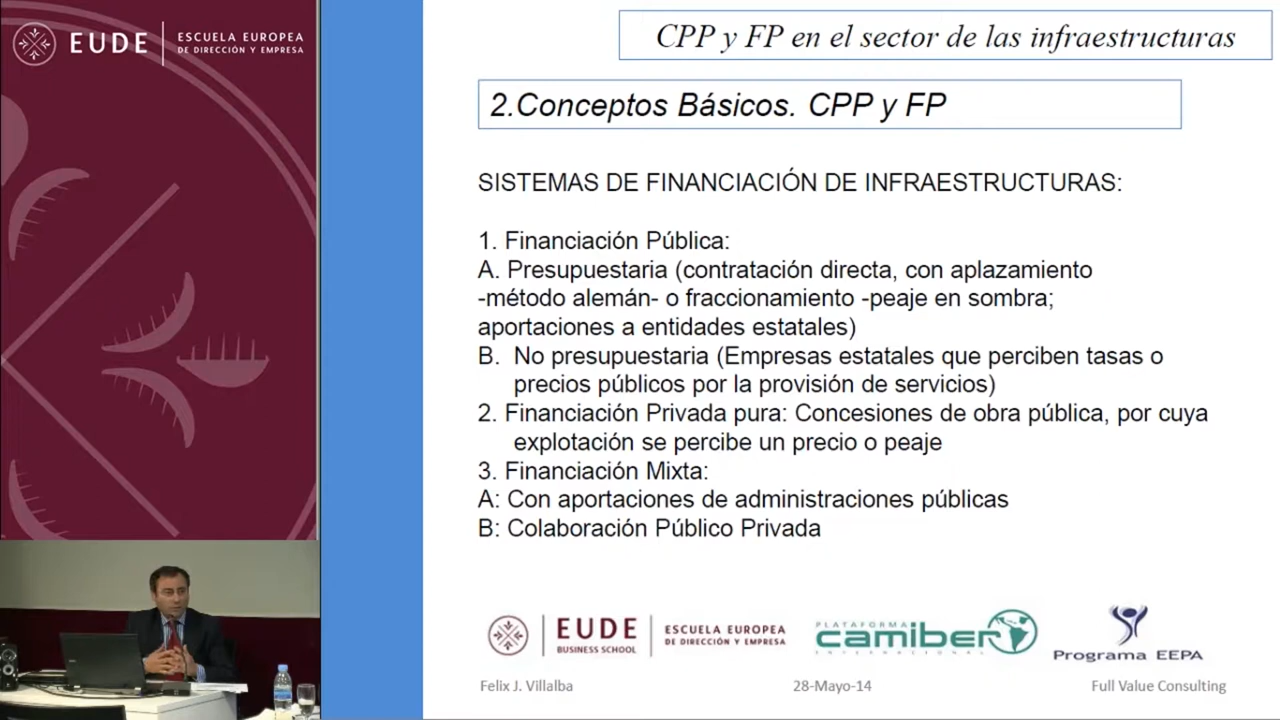 EUDE
ESCUELA EUROPEA
DE DIRECCIÓN Y EMPRESA
CPP y FP en el sector de las infraestructuras
2.Conceptos Básicos. CPP y FP
SISTEMAS DE FINANCIACIÓN DE INFRAESTRUCTURAS:
1. Financiación Pública:
A. Presupuestaria (contratación directa, con aplazamiento
-método alemán- o fraccionamiento -peaje en sombra;
aportaciones a entidades estatales)
B. No presupuestaria (Empresas estatales que perciben tasas o
precios públicos por la provisión de servicios)
2. Financiación Privada pura: Concesiones de obra pública, por cuya
explotación se percibe un precio o peaje
3. Financiación Mixta:
A: Con aportaciones de administraciones públicas
B: Colaboración Público Privada
EUDE
BUSINESS SCHOOL
ESCUELA EUROPEA
DE DIRECCIÓN Y EMPRESA
PLATAFORMA
camiber
INTERNACIONAL
Programa EEPA
Felix J. Villalba
28-Mayo-14
Full Value Consulting